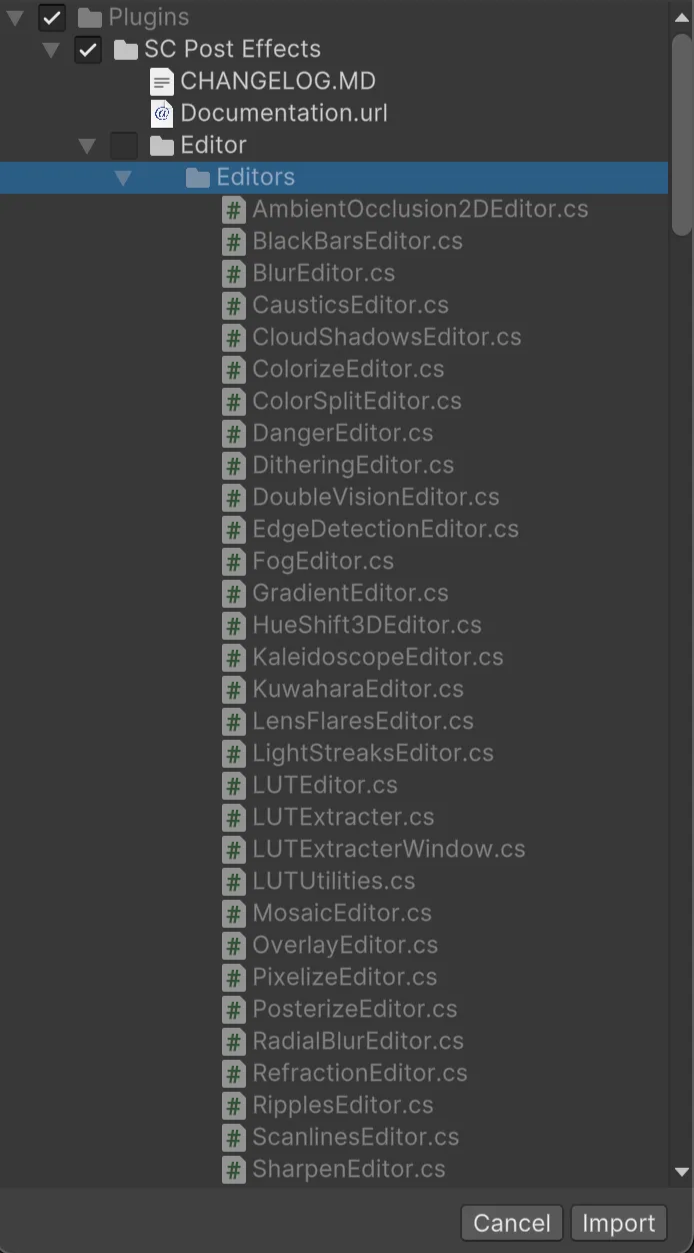 Plugins
SC Post Effects
CHANGELOG.MD
Documentation.url
Editor
Editors
AmbientOcclusion2DEditor.cs
BlackBarsEditor.cs
BlurEditor.cs
CausticsEditor.cs
CloudShadowsEditor.cs
ColorizeEditor.cs
ColorSplitEditor.cs
DangerEditor.cs
DitheringEditor.cs
DoubleVisionEditor.cs
EdgeDetectionEditor.cs
FogEditor.cs
GradientEditor.cs
HueShift3DEditor.cs
KaleidoscopeEditor.cs
KuwaharaEditor.cs
LensFlaresEditor.cs
LightStreaksEditor.cs
LUTEditor.cs
LUTExtracter.cs
LUTExtracterWindow.cs
LUTUtilities.cs
MosaicEditor.cs
OverlayEditor.cs
PixelizeEditor.cs
PosterizeEditor.cs
RadialBlurEditor.cs
RefractionEditor.cs
RipplesEditor.cs
ScanlinesEditor.cs
SharpenEditor.cs
Cancel Import